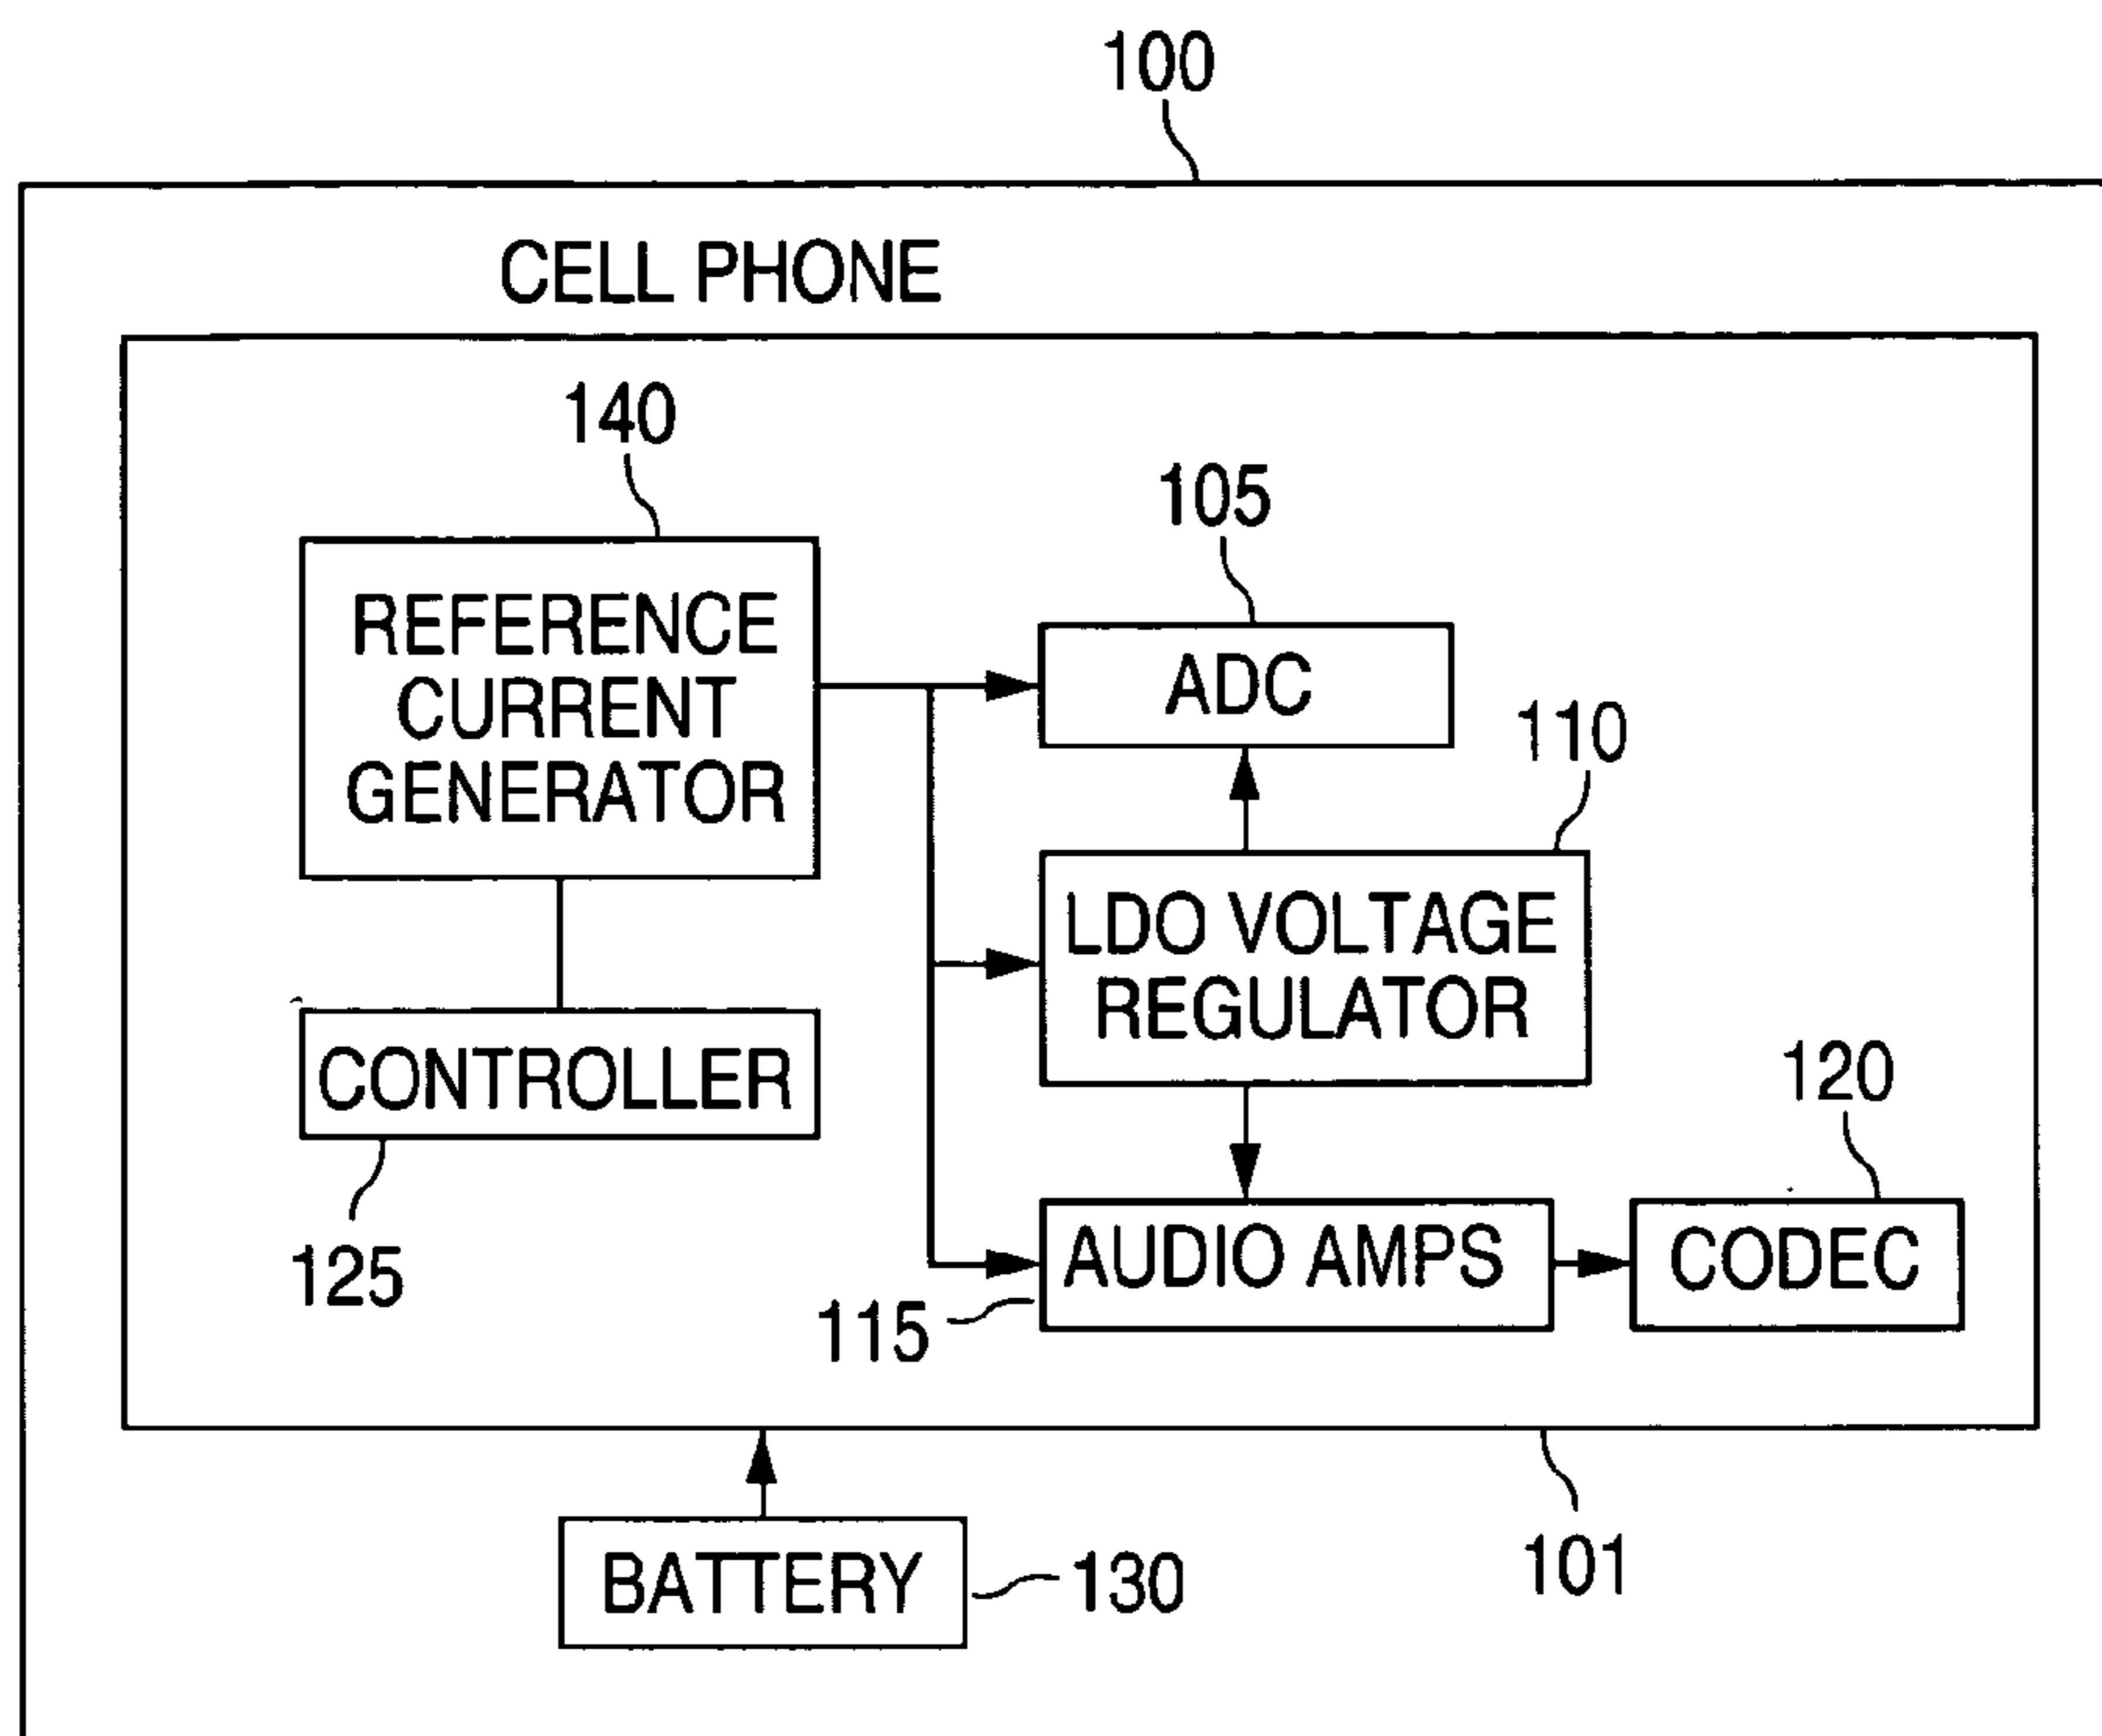 100
CELL PHONE
140
105
REFERENCE
CURRENT
GENERATOR
ADC
110
LDO VOLTAGE
REGULATOR
CONTROLLER
120
125
AUDIO AMPS
CODEC
115
101
BATTERY
130